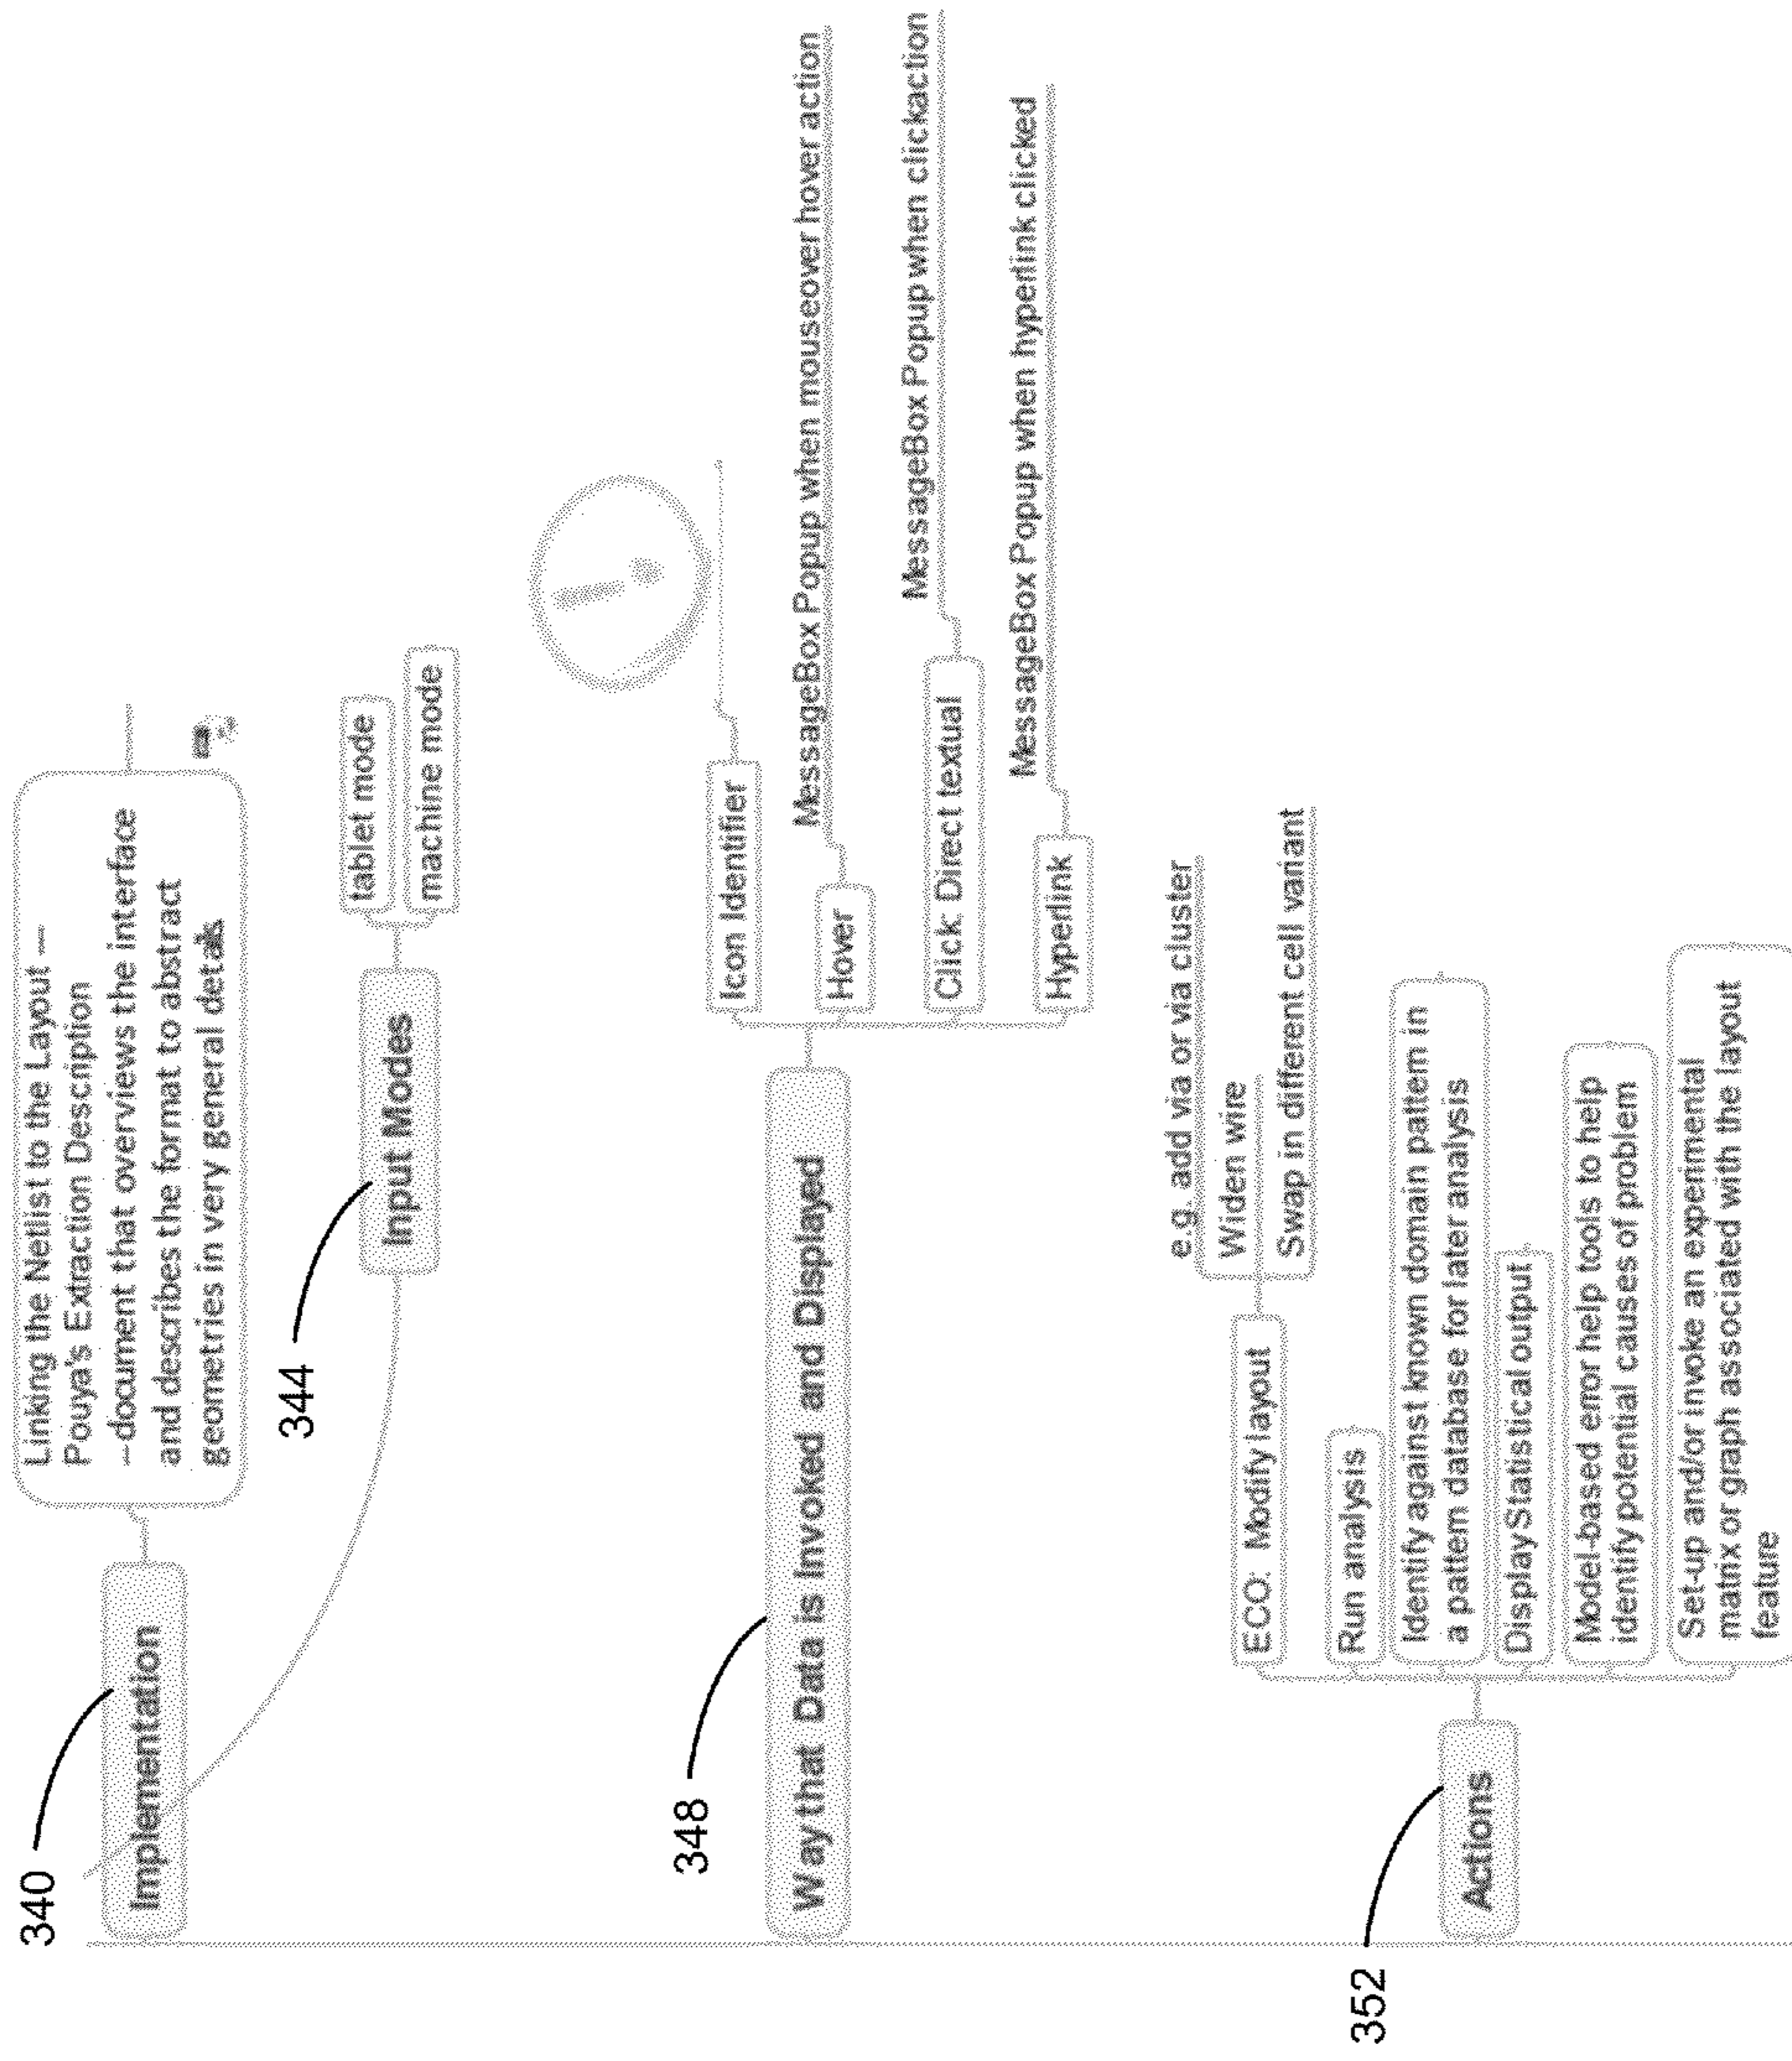 340
Implementation
Linking the Netlist to the Layout —
Pouya's Extraction Description
--document that overviews the interface
and describes the format to abstract
geometries in very general details
344
Input Modes
tablet mode
machine mode
348
Way that Data is Invoked and Displayed
Icon Identifier
!
Hover
MessageBox Popup when mouseover hover action
Click: Direct textual
MessageBox Popup when clickaction
Hyperlink
MessageBox Popup when hyperlink clicked
352
Actions
ECO: Modify layout
e.g. add via or via cluster
Widen wire
Swap in different cell variant
Run analysis
Identify against known domain pattern in
a pattern database for later analysis
Display Statistical output
Model-based error help tools to help
identify potential causes of problem
Set-up and/or invoke an experimental
matrix or graph associated with the layout
feature